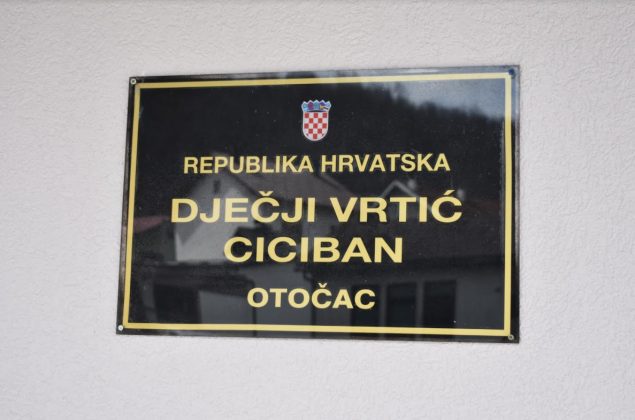 REPUBLIKA HRVATSKA
DJEČJI VRTIĆ
CICIBAN
OTOČAC